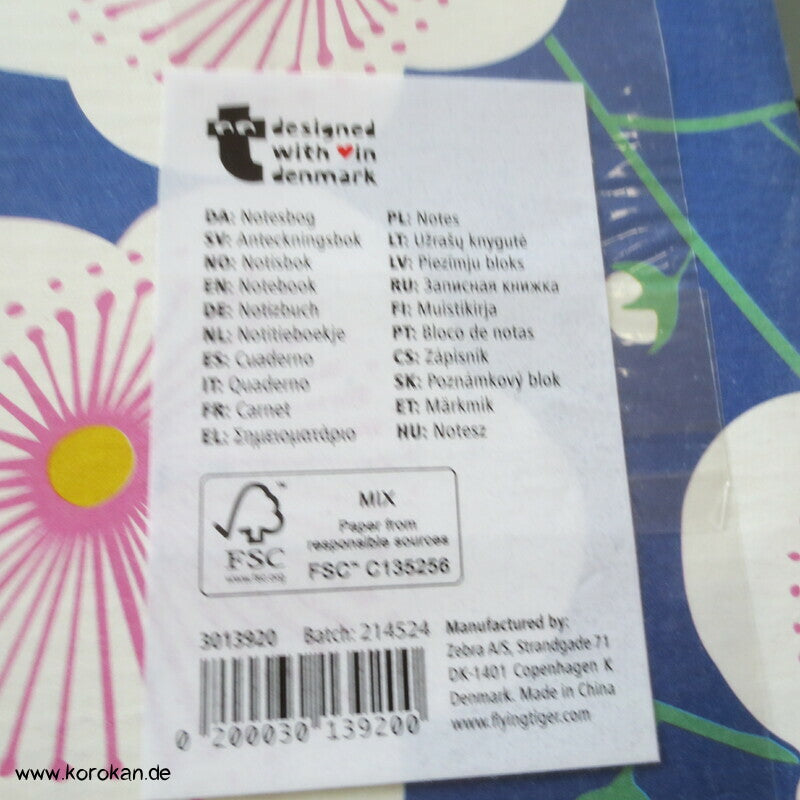 designed
with in
denmark
DA: Notesbog
SV: Anteckningsbok
NO: Notisbok
EN: Notebook
DE: Notizbuch
NL: Notitieboekje
ES: Cuaderno
IT: Quaderno
FR: Carnet
EL: Σημειωματάριο
PL: Notes
LT: Užrašų knygutė
LV: Piezīmju bloks
RU: Записная книжка
FI: Muistikirja
PT: Bloco de notas
CS: Zápisník
SK: Poznámkový blok
ET: Märkmik
HU: Notesz
FSC™
www.fsc.org
MIX
Paper from
responsible sources
FSC™ C135256
3013920 Batch: 214524
0 200030 139200
Manufactured by:
Zebra A/S, Strandgade 71
DK-1401 Copenhagen K
Denmark. Made in China
www.flyingtiger.com
www.korokan.de